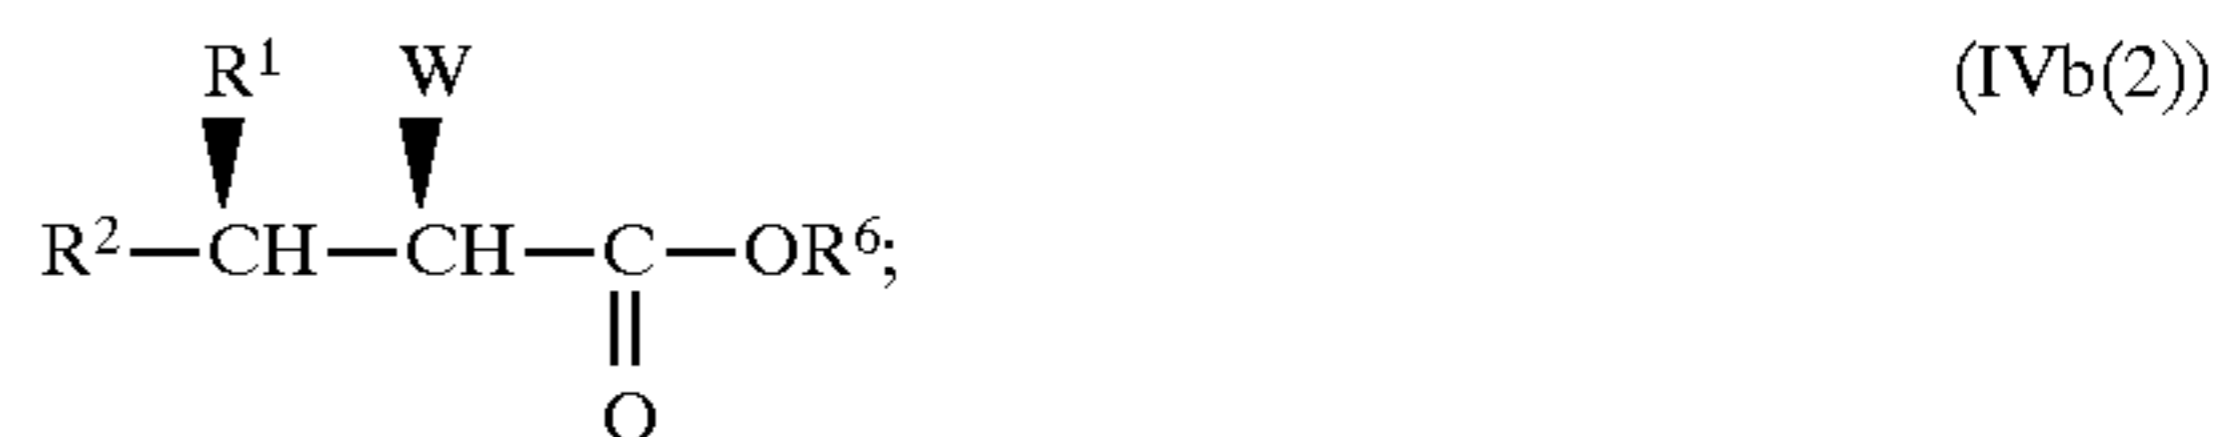 R¹ W (IVb(2))
R²—CH—CH—C—OR⁶;
O